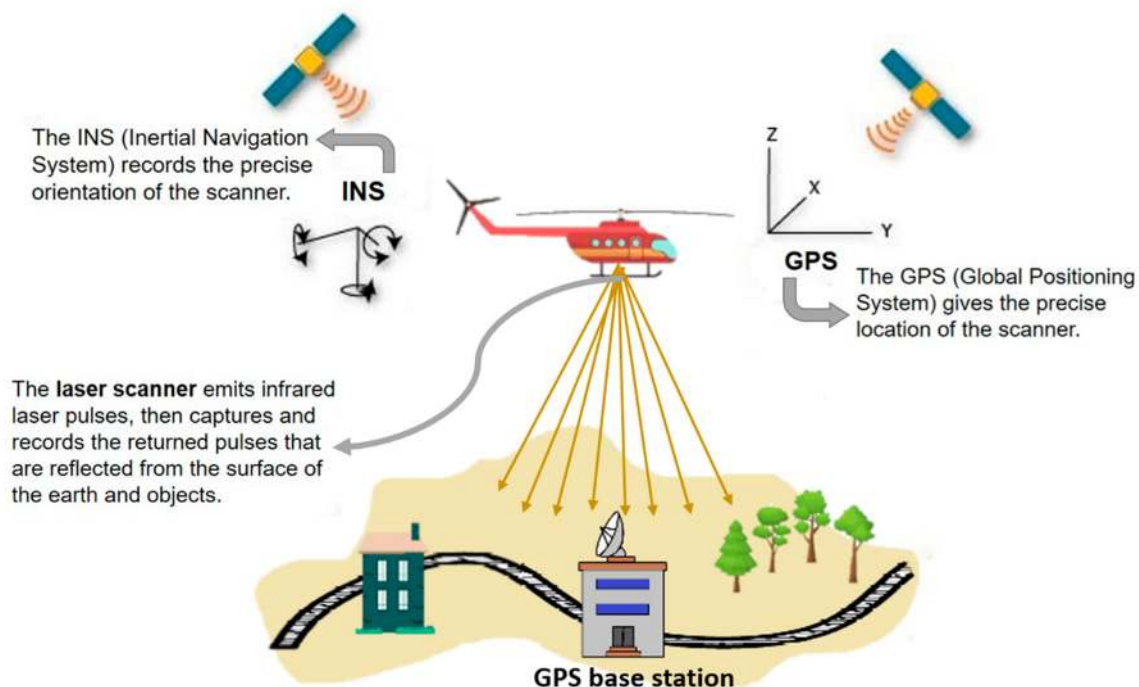 The INS (Inertial Navigation
System) records the precise
orientation of the scanner.
INS
Z
X
Y
GPS
The GPS (Global Positioning
System) gives the precise
location of the scanner.
The laser scanner emits infrared
laser pulses, then captures and
records the returned pulses that
are reflected from the surface of
the earth and objects.
GPS base station